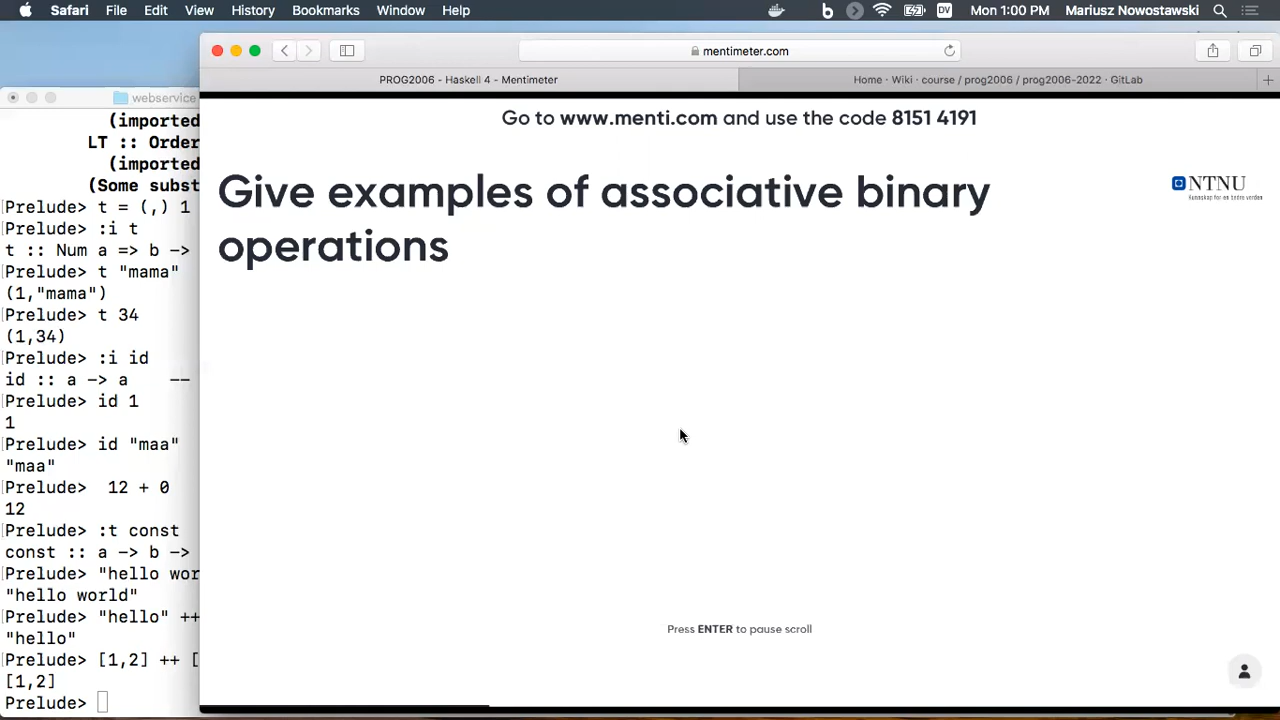 Safari File Edit View History Bookmarks Window Help DV Mon 1:00 PM Mariusz Nowostawski
mentimeter.com
PROG2006 - Haskell 4 - Mentimeter
Home · Wiki · course / prog2006 / prog2006-2022 · GitLab
webservice
Go to www.menti.com and use the code 8151 4191
Give examples of associative binary
operations
NTNU
Press ENTER to pause scroll
(imported
LT :: Order
(imported
(Some subst
Prelude> t = (,) 1
Prelude> :i t
t :: Num a => b ->
Prelude> t "mama"
(1,"mama")
Prelude> t 34
(1,34)
Prelude> :i id
id :: a -> a --
Prelude> id 1
1
Prelude> id "maa"
"maa"
Prelude> 12 + 0
12
Prelude> :t const
const :: a -> b ->
Prelude> "hello wor
"hello world"
Prelude> "hello" ++
"hello"
Prelude> [1,2] ++ [
[1,2]
Prelude>